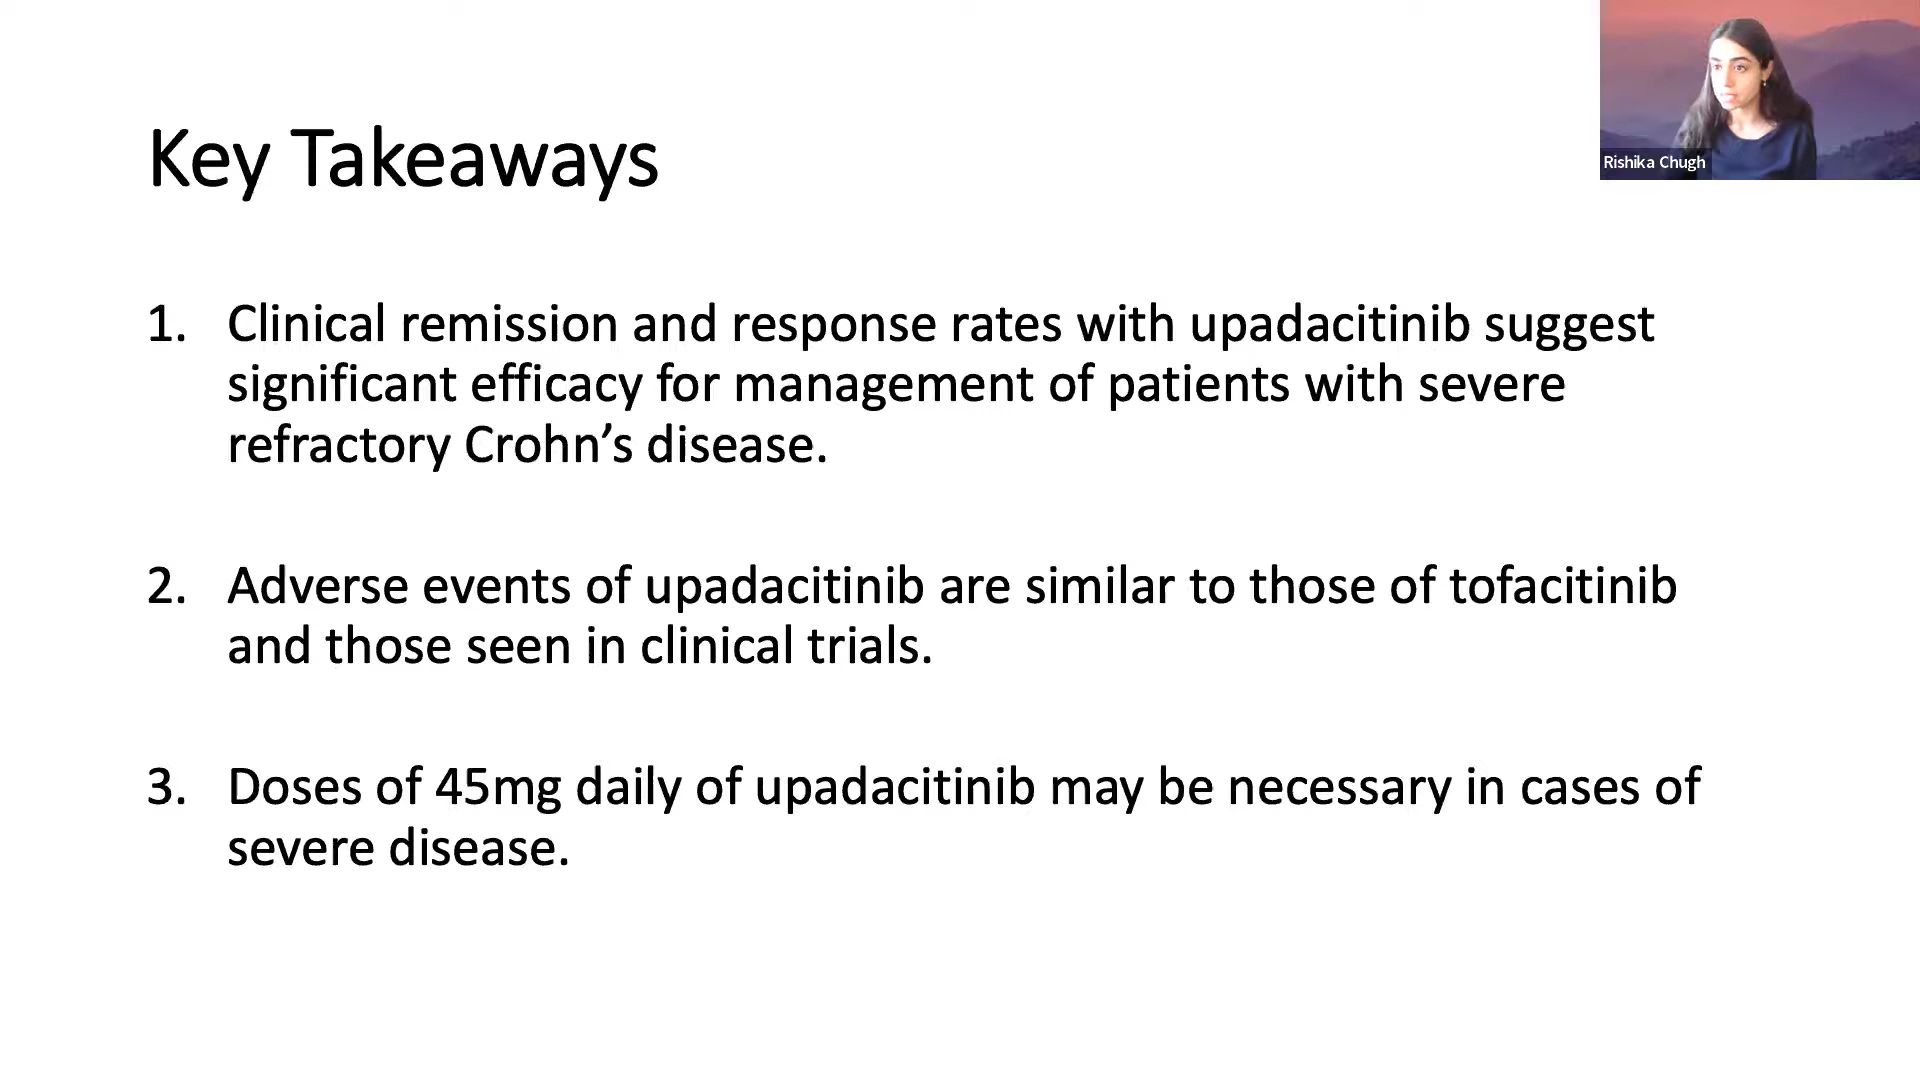 Rishika Chugh
Key Takeaways
1. Clinical remission and response rates with upadacitinib suggest
significant efficacy for management of patients with severe
refractory Crohn’s disease.
2. Adverse events of upadacitinib are similar to those of tofacitinib
and those seen in clinical trials.
3. Doses of 45mg daily of upadacitinib may be necessary in cases of
severe disease.